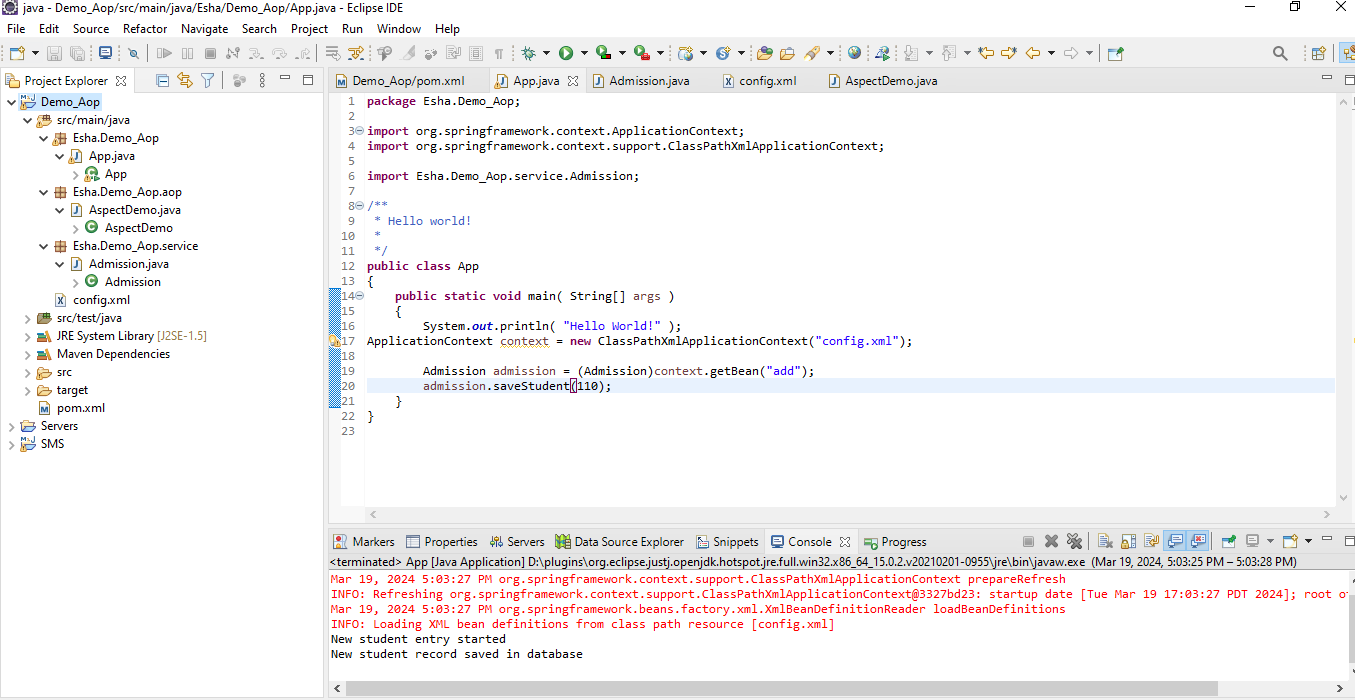 java - Demo_Aop/src/main/java/Esha/Demo_Aop/App.java - Eclipse IDE
File Edit Source Refactor Navigate Search Project Run Window Help
Project Explorer
Demo_Aop
src/main/java
Esha.Demo_Aop
App.java
App
Esha.Demo_Aop.aop
AspectDemo.java
AspectDemo
Esha.Demo_Aop.service
Admission.java
Admission
config.xml
src/test/java
JRE System Library [J2SE-1.5]
Maven Dependencies
src
target
pom.xml
Servers
SMS
Demo_Aop/pom.xml App.java Admission.java config.xml AspectDemo.java
1 package Esha.Demo_Aop;
2
3 import org.springframework.context.ApplicationContext;
4 import org.springframework.context.support.ClassPathXmlApplicationContext;
5
6 import Esha.Demo_Aop.service.Admission;
7
8 /**
9 * Hello world!
10 *
11 */
12 public class App
13 {
14 public static void main( String[] args )
15 {
16 System.out.println( "Hello World!" );
17 ApplicationContext context = new ClassPathXmlApplicationContext("config.xml");
18
19 Admission admission = (Admission)context.getBean("add");
20 admission.saveStudent(110);
21 }
22 }
23
Markers Properties Servers Data Source Explorer Snippets Console Progress
<terminated> App [Java Application] D:\plugins\org.eclipse.justj.openjdk.hotspot.jre.full.win32.x86_64_15.0.2.v20210201-0955\jre\bin\javaw.exe (Mar 19, 2024, 5:03:25 PM – 5:03:28 PM)
Mar 19, 2024 5:03:27 PM org.springframework.context.support.ClassPathXmlApplicationContext prepareRefresh
INFO: Refreshing org.springframework.context.support.ClassPathXmlApplicationContext@3327bd23: startup date [Tue Mar 19 17:03:27 PDT 2024]; root o
Mar 19, 2024 5:03:27 PM org.springframework.beans.factory.xml.XmlBeanDefinitionReader loadBeanDefinitions
INFO: Loading XML bean definitions from class path resource [config.xml]
New student entry started
New student record saved in database